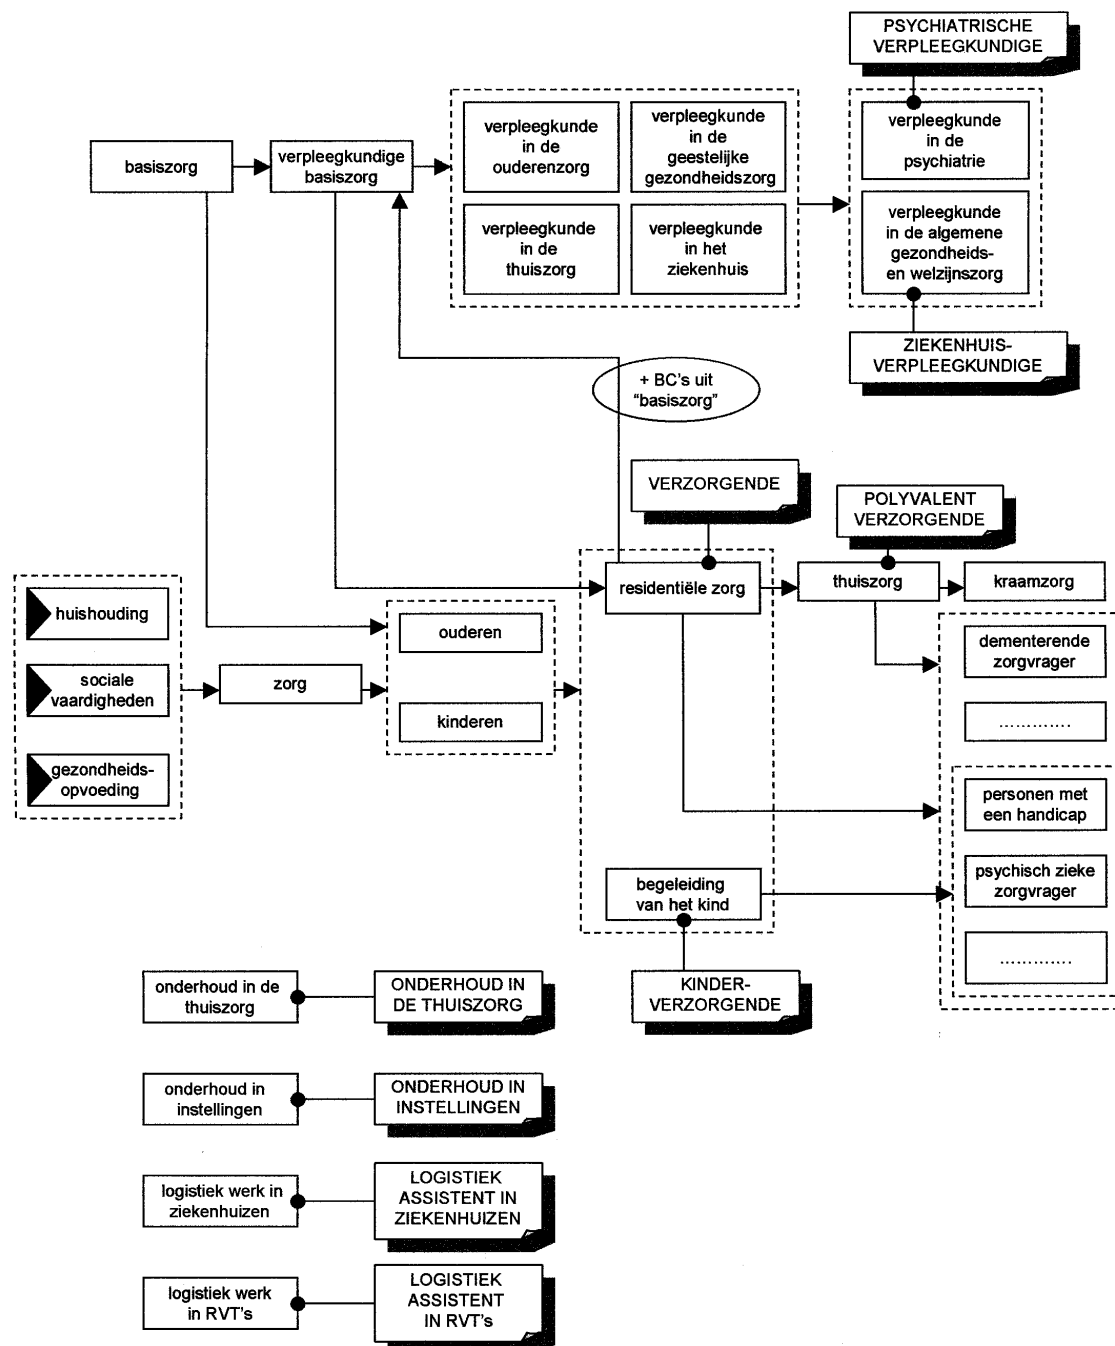 PSYCHIATRISCHE
VERPLEEGKUNDIGE
basiszorg
verpleegkundige
basiszorg
verpleegkunde
in de
ouderenzorg
verpleegkunde
in de
geestelijke
gezondheidszorg
verpleegkunde
in de
thuiszorg
verpleegkunde
in het
ziekenhuis
verpleegkunde
in de
psychiatrie
verpleegkunde
in de algemene
gezondheids-
en welzijnszorg
ZIEKENHUIS-
VERPLEEGKUNDIGE
+ BC's uit
"basiszorg"
VERZORGENDE
POLYVALENT
VERZORGENDE
huishouding
sociale
vaardigheden
gezondheids-
opvoeding
zorg
ouderen
kinderen
residentiële zorg
thuiszorg
kraamzorg
dementerende
zorgvrager
.............
personen met
een handicap
psychisch zieke
zorgvrager
.............
begeleiding
van het kind
KINDER-
VERZORGENDE
onderhoud in de
thuiszorg
ONDERHOUD IN
DE THUISZORG
onderhoud in
instellingen
ONDERHOUD IN
INSTELLINGEN
logistiek werk in
ziekenhuizen
LOGISTIEK
ASSISTENT IN
ZIEKENHUIZEN
logistiek werk
in RVT's
LOGISTIEK
ASSISTENT
IN RVT's